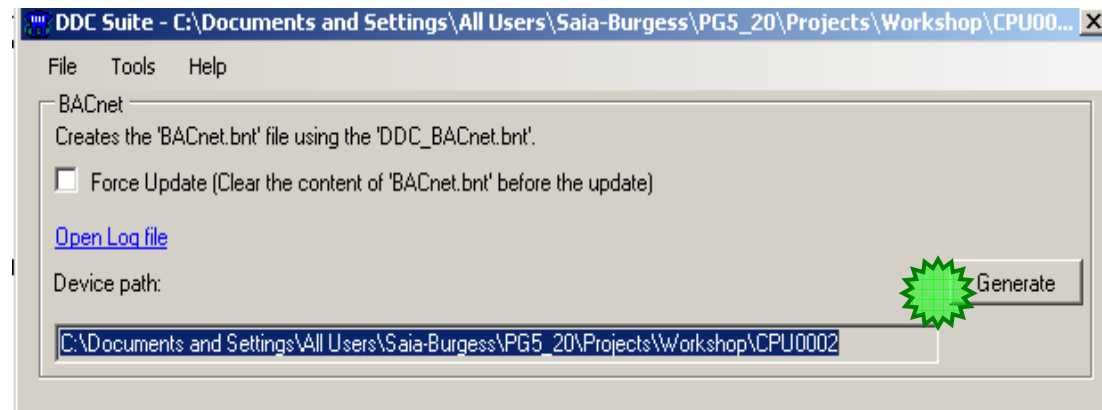 DDC Suite - C:\Documents and Settings\All Users\Saia-Burgess\PG5_20\Projects\Workshop\CPU00... X
File Tools Help
BACnet
Creates the 'BACnet.bnt' file using the 'DDC_BACnet.bnt'.
Force Update (Clear the content of 'BACnet.bnt' before the update)
Open Log file
Device path:
Generate
C:\Documents and Settings\All Users\Saia-Burgess\PG5_20\Projects\Workshop\CPU0002